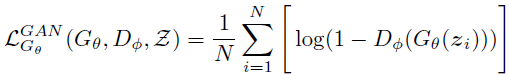 $\mathcal{L}_{G_\theta}^{GAN}(G_\theta, D_\phi, \mathcal{Z}) = \frac{1}{N} \sum_{i=1}^{N} \left[ \log(1 - D_\phi(G_\theta(z_i))) \right]$